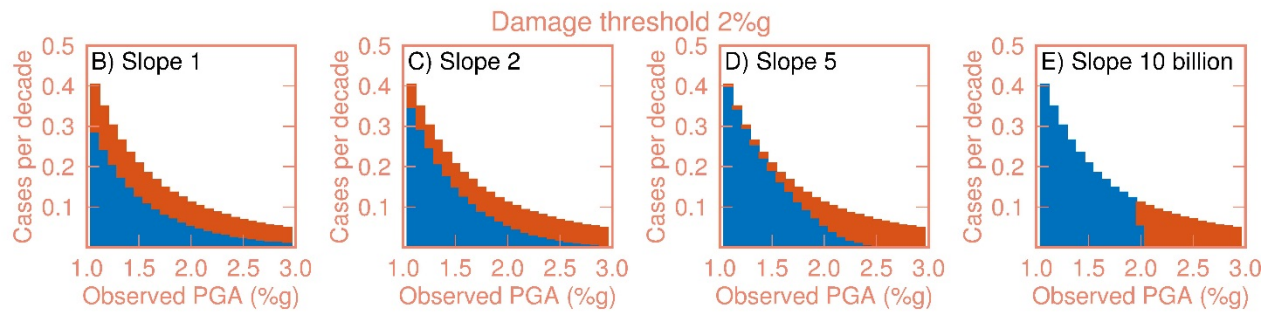 Damage threshold 2%g
B) Slope 1
C) Slope 2
D) Slope 5
E) Slope 10 billion
Cases per decade
0.5
0.4
0.3
0.2
0.1
1.0 1.5 2.0 2.5 3.0
Observed PGA (%g)
Cases per decade
0.5
0.4
0.3
0.2
0.1
1.0 1.5 2.0 2.5 3.0
Observed PGA (%g)
Cases per decade
0.5
0.4
0.3
0.2
0.1
1.0 1.5 2.0 2.5 3.0
Observed PGA (%g)
Cases per decade
0.5
0.4
0.3
0.2
0.1
1.0 1.5 2.0 2.5 3.0
Observed PGA (%g)